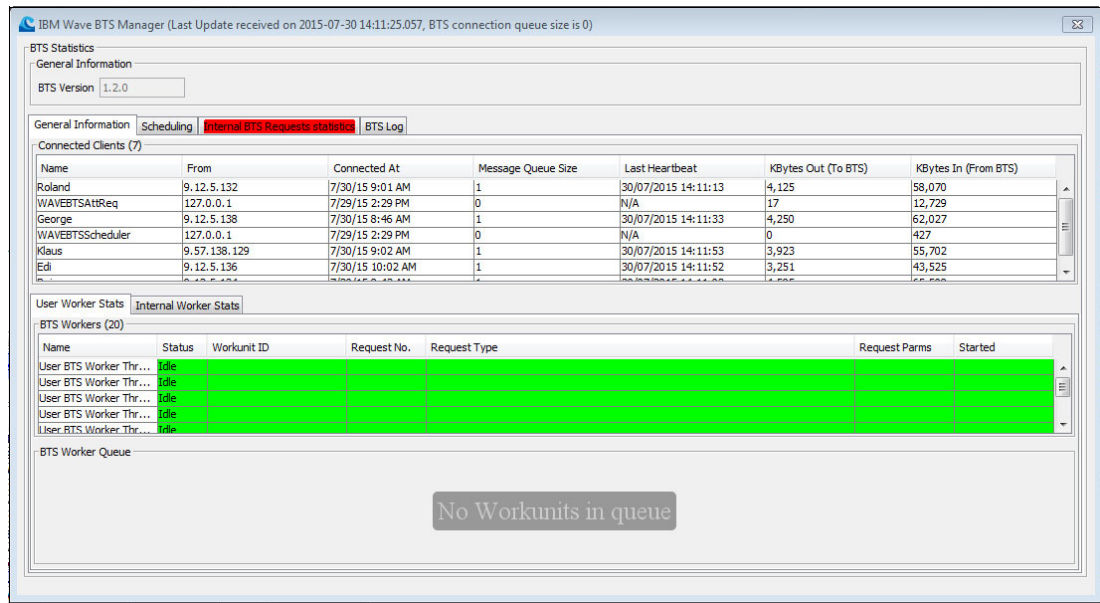 IBM Wave BTS Manager (Last Update received on 2015-07-30 14:11:25.057, BTS connection queue size is 0)
BTS Statistics
General Information
BTS Version 1.2.0
General Information Scheduling Internal BTS Requests statistics BTS Log
Connected Clients (7)
Name From Connected At Message Queue Size Last Heartbeat KBytes Out (To BTS) KBytes In (From BTS)
Roland 9.12.5.132 7/30/15 9:01 AM 1 30/07/2015 14:11:13 4,125 58,070
WAVEBTSAttReq 127.0.0.1 7/29/15 2:29 PM 0 N/A 17 12,729
George 9.12.5.138 7/30/15 8:46 AM 1 30/07/2015 14:11:33 4,250 62,027
WAVEBTSScheduler 127.0.0.1 7/29/15 2:29 PM 0 N/A 0 427
Klaus 9.57.138.129 7/30/15 9:02 AM 1 30/07/2015 14:11:53 3,923 55,702
Edi 9.12.5.136 7/30/15 10:02 AM 1 30/07/2015 14:11:52 3,251 43,525
User Worker Stats Internal Worker Stats
BTS Workers (20)
Name Status Workunit ID Request No. Request Type Request Parms Started
User BTS Worker Thr... Idle
User BTS Worker Thr... Idle
User BTS Worker Thr... Idle
User BTS Worker Thr... Idle
User BTS Worker Thr... Idle
BTS Worker Queue
No Workunits in queue